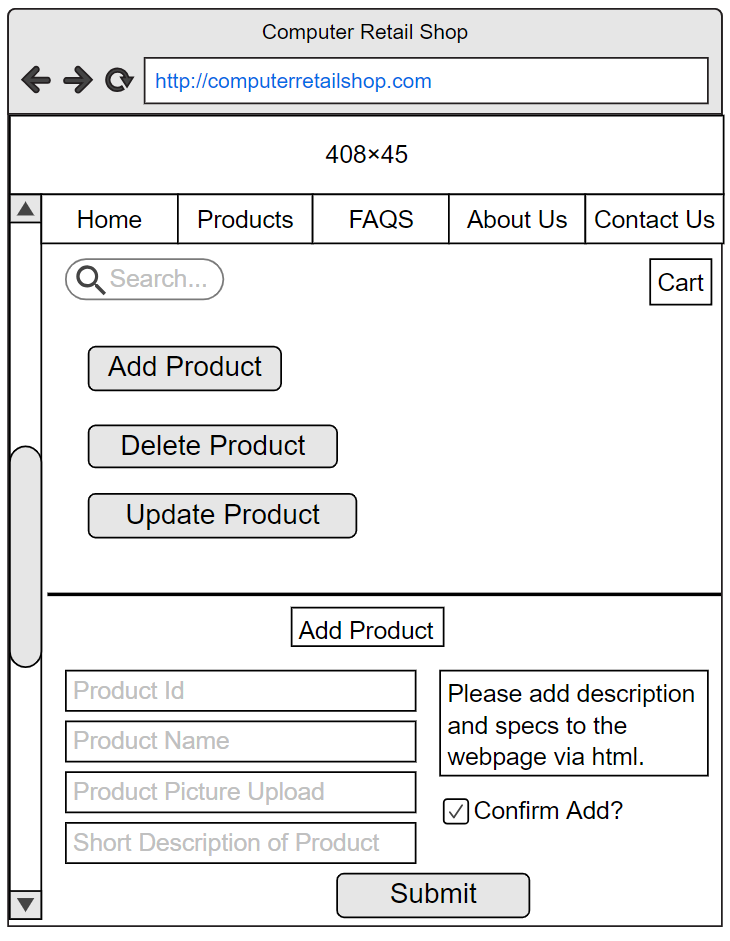 Computer Retail Shop
http://computerretailshop.com
408×45
Home Products FAQS About Us Contact Us
Search... Cart
Add Product
Delete Product
Update Product
Add Product
Product Id
Product Name
Product Picture Upload
Short Description of Product
Please add description
and specs to the
webpage via html.
Confirm Add?
Submit